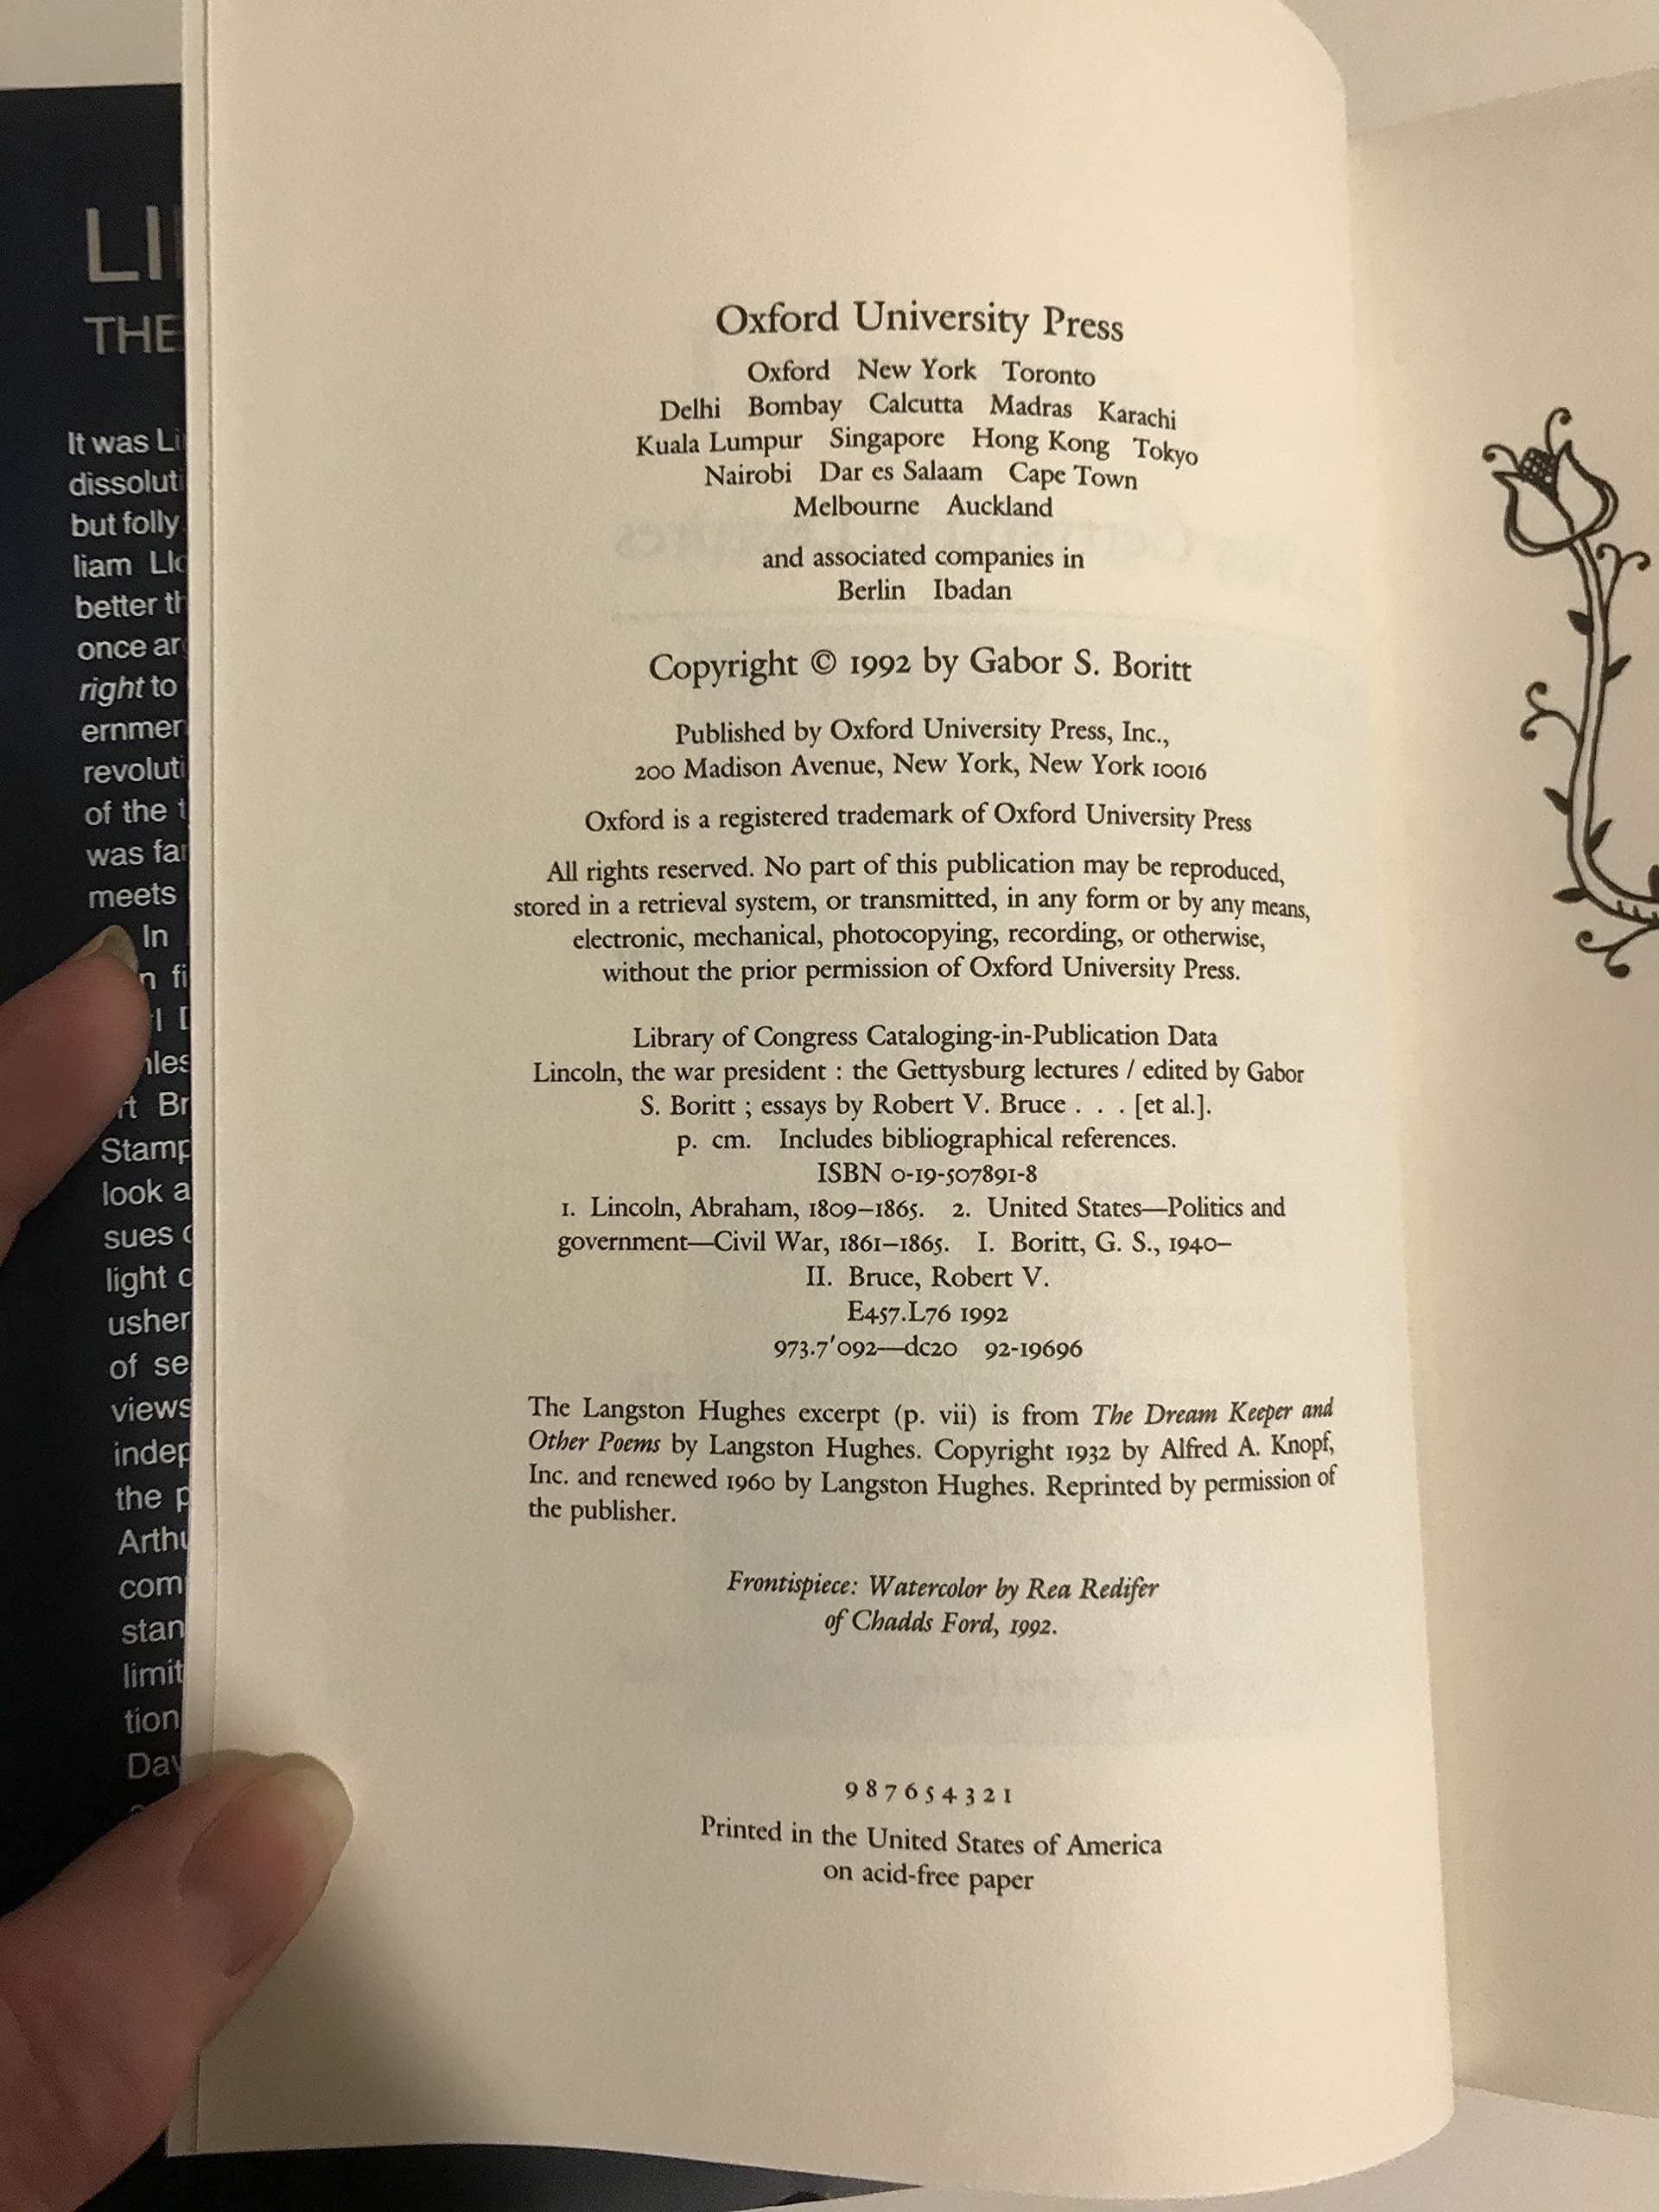 LI
THE
It was Li
dissoluti
but folly
liam Llo
better th
once ar
right to
ernmen
revoluti
of the t
was far
meets
In
fi
Br
Stamp
look a
sues
light
usher
of se
views
indep
the p
Arthu
com
stan
limit
tion
Dav
Oxford University Press
Oxford New York Toronto
Delhi Bombay Calcutta Madras Karachi
Kuala Lumpur Singapore Hong Kong Tokyo
Nairobi Dar es Salaam Cape Town
Melbourne Auckland
and associated companies in
Berlin Ibadan
Copyright © 1992 by Gabor S. Boritt
Published by Oxford University Press, Inc.,
200 Madison Avenue, New York, New York 10016
Oxford is a registered trademark of Oxford University Press
All rights reserved. No part of this publication may be reproduced,
stored in a retrieval system, or transmitted, in any form or by any means,
electronic, mechanical, photocopying, recording, or otherwise,
without the prior permission of Oxford University Press.
Library of Congress Cataloging-in-Publication Data
Lincoln, the war president : the Gettysburg lectures / edited by Gabor
S. Boritt ; essays by Robert V. Bruce . . . [et al.].
p. cm. Includes bibliographical references.
ISBN 0-19-507891-8
1. Lincoln, Abraham, 1809–1865. 2. United States—Politics and
government—Civil War, 1861–1865. I. Boritt, G. S., 1940–
II. Bruce, Robert V.
E457.L76 1992
973.7′092—dc20 92-19696
The Langston Hughes excerpt (p. vii) is from The Dream Keeper and
Other Poems by Langston Hughes. Copyright 1932 by Alfred A. Knopf,
Inc. and renewed 1960 by Langston Hughes. Reprinted by permission of
the publisher.
Frontispiece: Watercolor by Rea Redifer
of Chadds Ford, 1992.
9 8 7 6 5 4 3 2 1
Printed in the United States of America
on acid-free paper